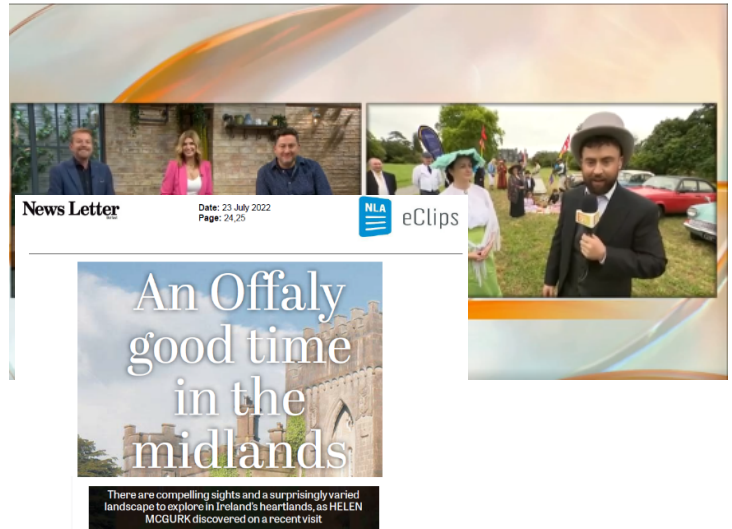 News Letter
Date: 23 July 2022
Page: 24,25
NLA
eClips
An Offaly
good time
in the
midlands
There are compelling sights and a surprisingly varied
landscape to explore in Ireland's heartlands, as HELEN
MCGURK discovered on a recent visit